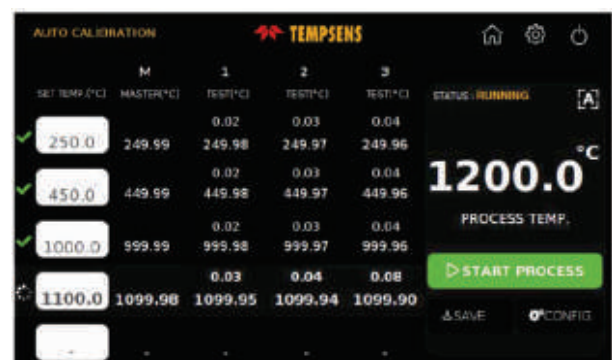 AUTO CALIBRATION
TEMPSENS
M 1 2 3
SET TEMP.(°C) MASTER(°C) TEST(°C) TEST(°C) TEST(°C)
0.02 0.03 0.04
250.0 249.99 249.98 249.97 249.96
0.02 0.03 0.04
450.0 449.99 449.98 449.97 449.96
0.02 0.03 0.04
1000.0 999.99 999.98 999.97 999.96
0.03 0.04 0.08
1100.0 1099.98 1099.95 1099.94 1099.90
- - - - -
STATUS : RUNNING
[A]
1200.0 °C
PROCESS TEMP.
START PROCESS
SAVE CONFIG